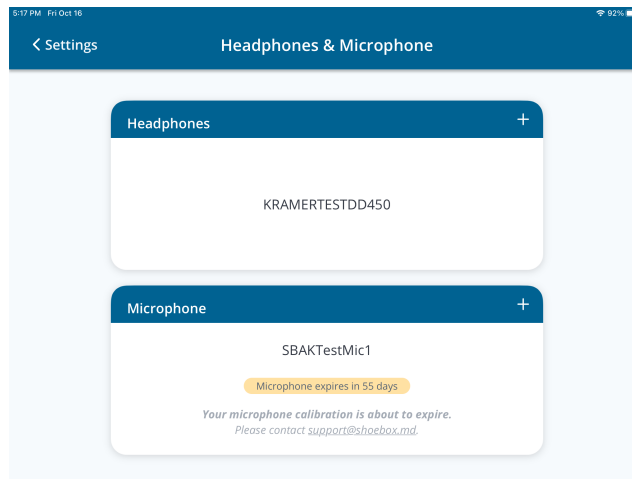 5:17 PM Fri Oct 16 92%
Settings Headphones & Microphone
Headphones +
KRAMERTESTDD450
Microphone +
SBAKTestMic1
Microphone expires in 55 days
Your microphone calibration is about to expire.
Please contact support@shoebox.md.